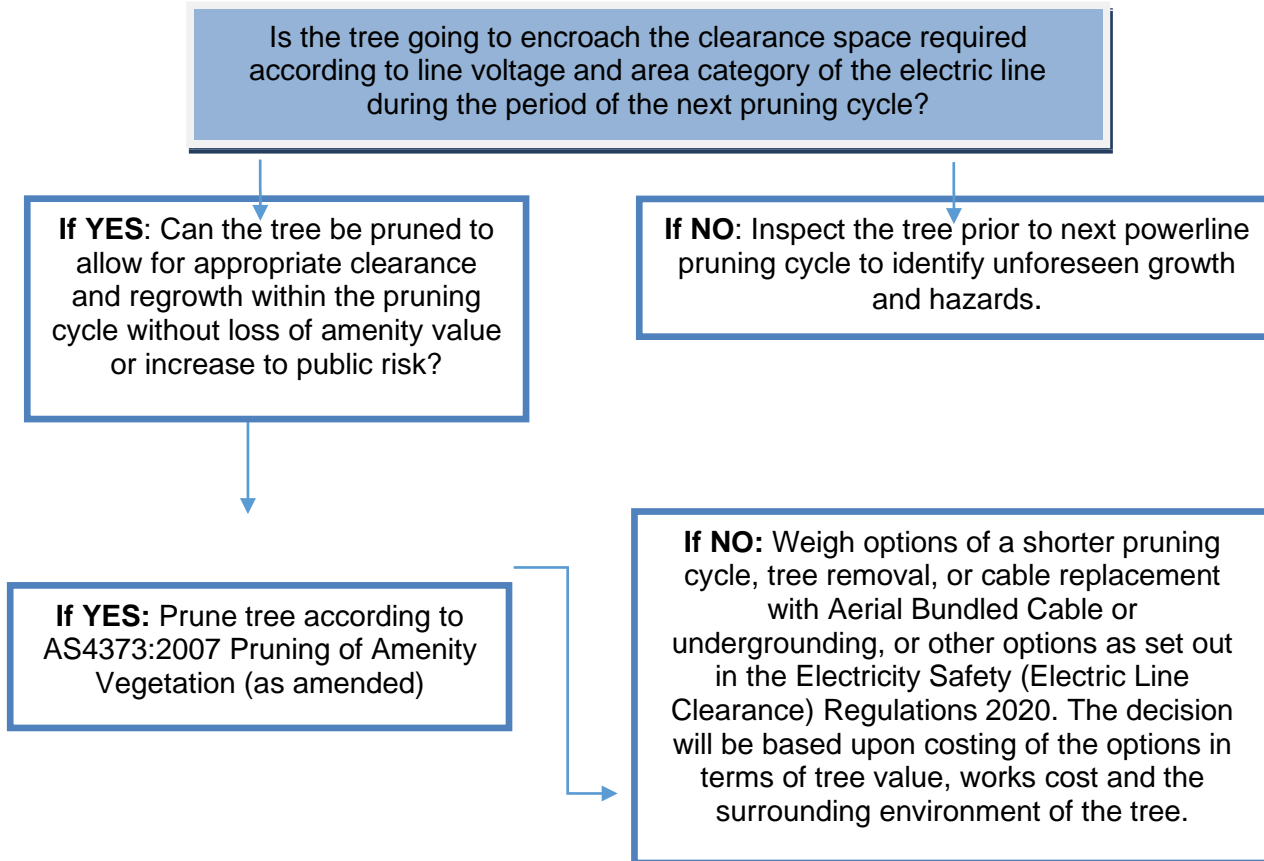 Is the tree going to encroach the clearance space required
according to line voltage and area category of the electric line
during the period of the next pruning cycle?
If YES: Can the tree be pruned to
allow for appropriate clearance
and regrowth within the pruning
cycle without loss of amenity value
or increase to public risk?
If NO: Inspect the tree prior to next powerline
pruning cycle to identify unforeseen growth
and hazards.
If YES: Prune tree according to
AS4373:2007 Pruning of Amenity
Vegetation (as amended)
If NO: Weigh options of a shorter pruning
cycle, tree removal, or cable replacement
with Aerial Bundled Cable or
undergrounding, or other options as set out
in the Electricity Safety (Electric Line
Clearance) Regulations 2020. The decision
will be based upon costing of the options in
terms of tree value, works cost and the
surrounding environment of the tree.